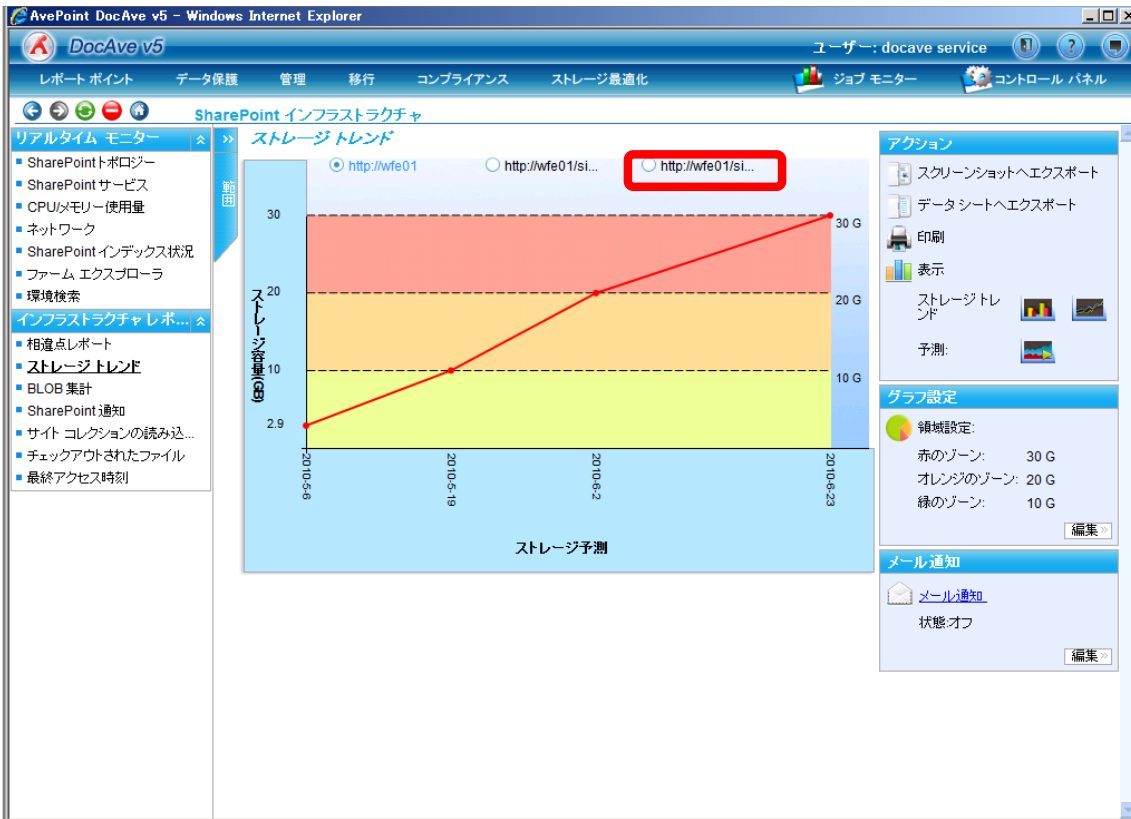 AvePoint DocAve v5 - Windows Internet Explorer
DocAve v5
ユーザー: docave service
レポート ポイント データ保護 管理 移行 コンプライアンス ストレージ最適化 ジョブ モニター コントロール パネル
SharePoint インフラストラクチャ
リアルタイム モニター
SharePointトポロジー
SharePoint サービス
CPU/メモリー使用量
ネットワーク
SharePoint インデックス状況
ファーム エクスプローラ
環境検索
インフラストラクチャ レポ...
相違点レポート
ストレージトレンド
BLOB 集計
SharePoint 通知
サイト コレクションの読み込...
チェックアウトされたファイル
最終アクセス時刻
範囲
ストレージトレンド
http://wfe01 http://wfe01/si... http://wfe01/si...
ストレージ容量(GB)
30
20
10
2.9
30 G
20 G
10 G
2010-5-6 2010-5-19 2010-6-2 2010-6-23
ストレージ予測
アクション
スクリーンショットへエクスポート
データ シートへエクスポート
印刷
表示
ストレージトレ
ンド
予測:
グラフ設定
領域設定:
赤のゾーン: 30 G
オレンジのゾーン: 20 G
緑のゾーン: 10 G
編集
メール通知
メール通知
状態:オフ
編集